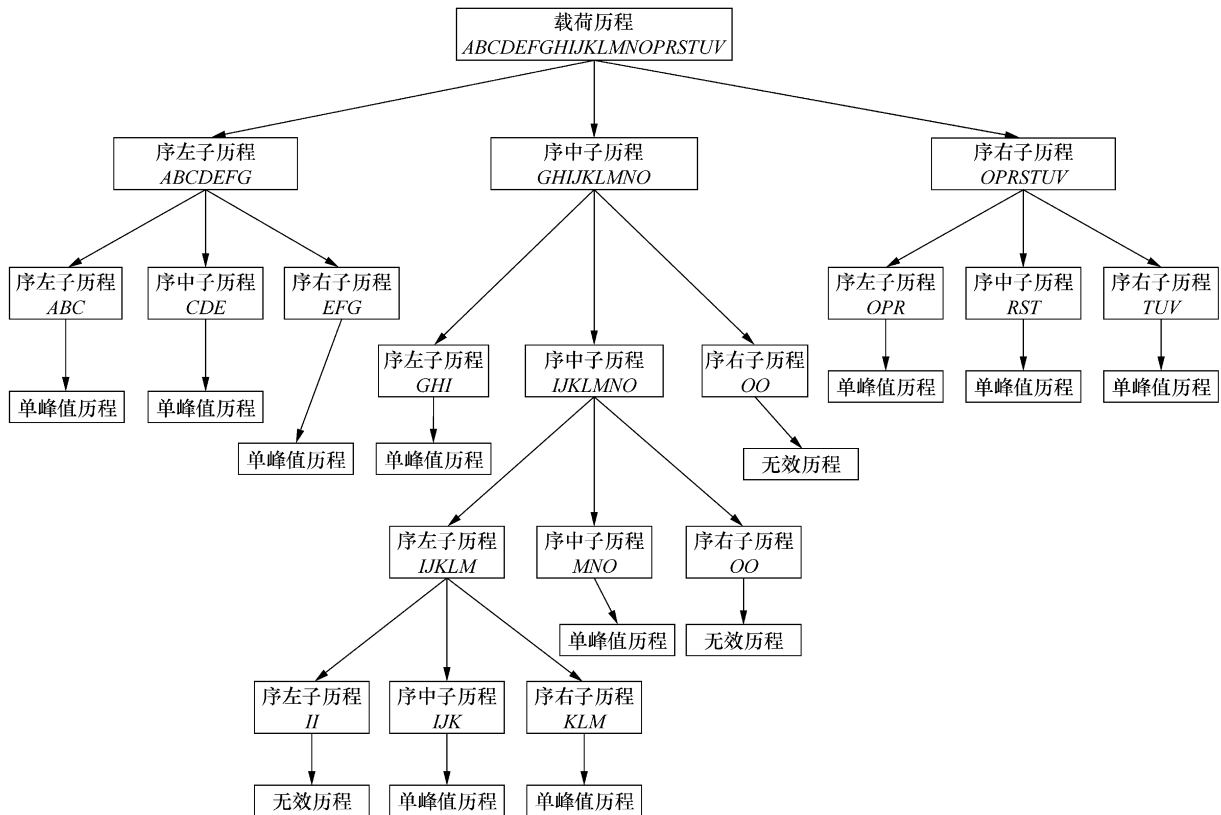 载荷历程
ABCDEFGHIJKLMNOPRSTUV
序左子历程
ABCDEFG
序中子历程
GHIJKLMNO
序右子历程
OPRSTUV
序左子历程
ABC
序中子历程
CDE
序右子历程
EFG
序左子历程
OPR
序中子历程
RST
序右子历程
TUV
序左子历程
GHI
序中子历程
IJKLMNO
序右子历程
OO
单峰值历程
单峰值历程
单峰值历程
单峰值历程
单峰值历程
单峰值历程
单峰值历程
无效历程
序左子历程
IJKLM
序中子历程
MNO
序右子历程
OO
单峰值历程
无效历程
序左子历程
II
序中子历程
IJK
序右子历程
KLM
无效历程
单峰值历程
单峰值历程